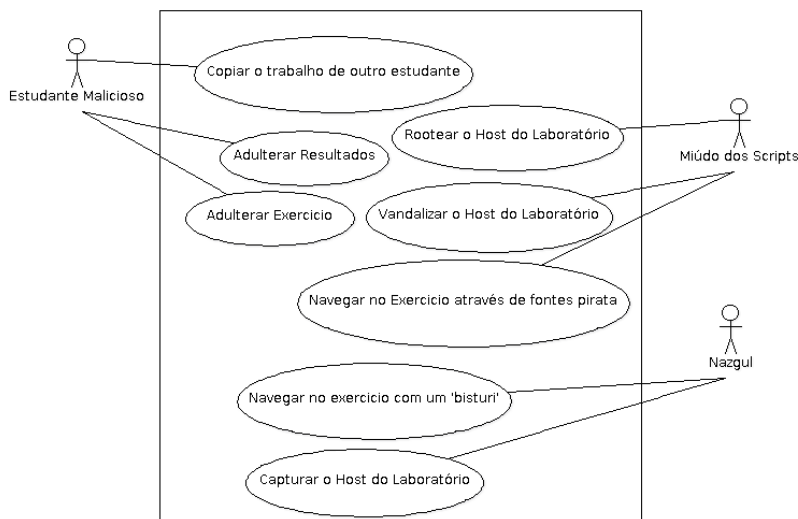 Copiar o trabalho de outro estudante
Estudante Malicioso
Rootear o Host do Laboratório
Adulterar Resultados
Miúdo dos Scripts
Adulterar Exercicio
Vandalizar o Host do Laboratório
Navegar no Exercicio através de fontes pirata
Nazgul
Navegar no exercicio com um 'bisturi'
Capturar o Host do Laboratório